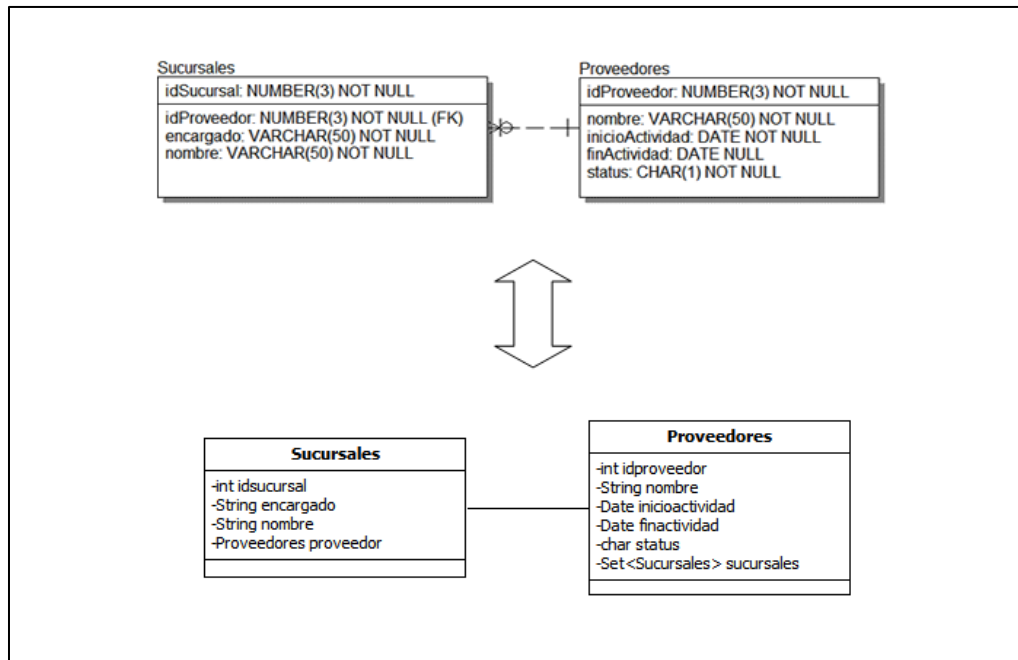 Sucursales
idSucursal: NUMBER(3) NOT NULL
idProveedor: NUMBER(3) NOT NULL (FK)
encargado: VARCHAR(50) NOT NULL
nombre: VARCHAR(50) NOT NULL
Proveedores
idProveedor: NUMBER(3) NOT NULL
nombre: VARCHAR(50) NOT NULL
inicioActividad: DATE NOT NULL
finActividad: DATE NULL
status: CHAR(1) NOT NULL
Sucursales
-int idsucursal
-String encargado
-String nombre
-Proveedores proveedor
Proveedores
-int idproveedor
-String nombre
-Date inicioactividad
-Date finactividad
-char status
-Set<Sucursales> sucursales